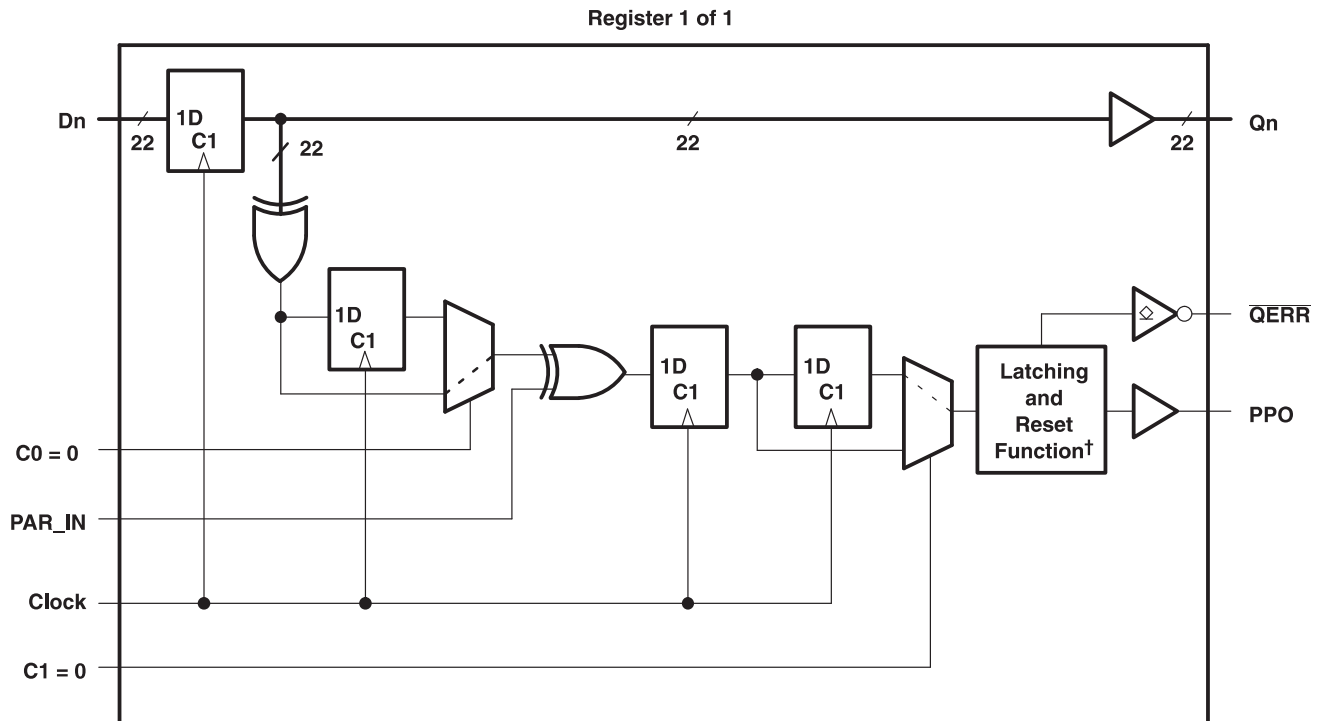 Register 1 of 1
Dn
22
1D
C1
22
22
22
Qn
1D
C1
1D
C1
1D
C1
QERR
Latching
and
Reset
Function†
PPO
C0 = 0
PAR_IN
Clock
C1 = 0